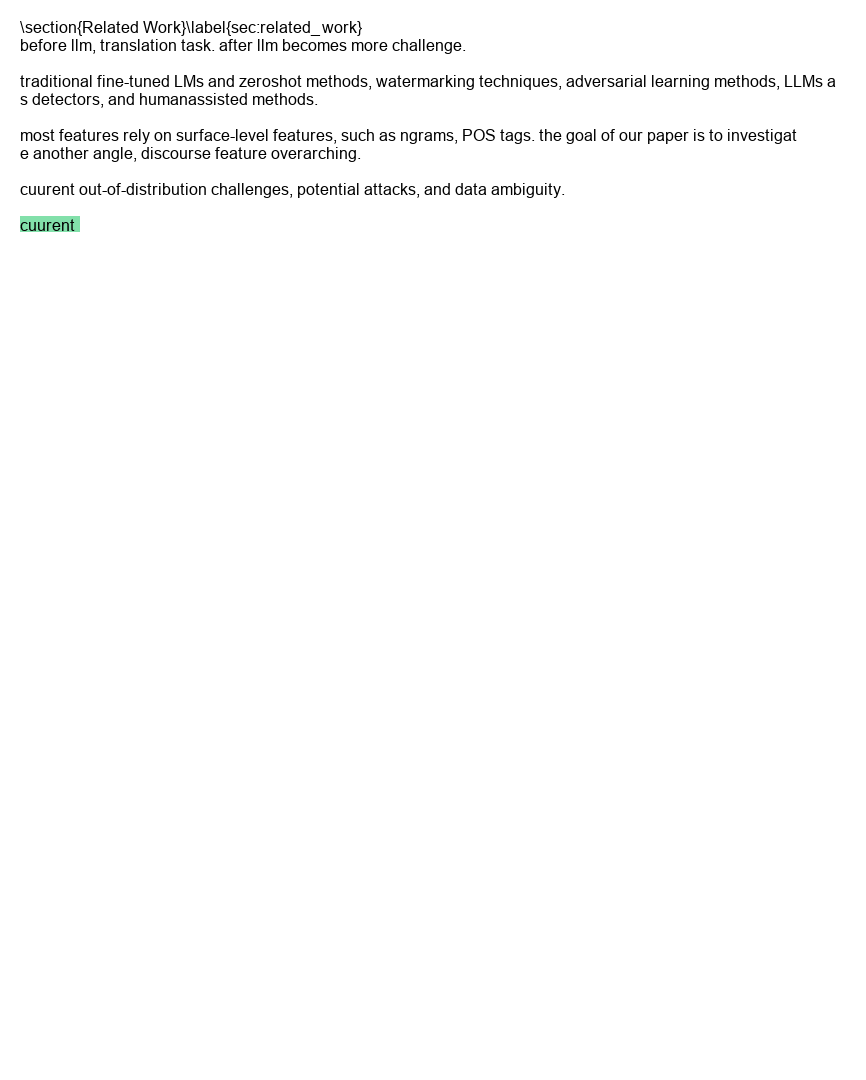 \section{Related Work}\label{sec:related_work}
before llm, translation task. after llm becomes more challenge.
traditional fine-tuned LMs and zeroshot methods, watermarking techniques, adversarial learning methods, LLMs a
s detectors, and humanassisted methods.
most features rely on surface-level features, such as ngrams, POS tags. the goal of our paper is to investigat
e another angle, discourse feature overarching.
cuurent out-of-distribution challenges, potential attacks, and data ambiguity.
cuurent